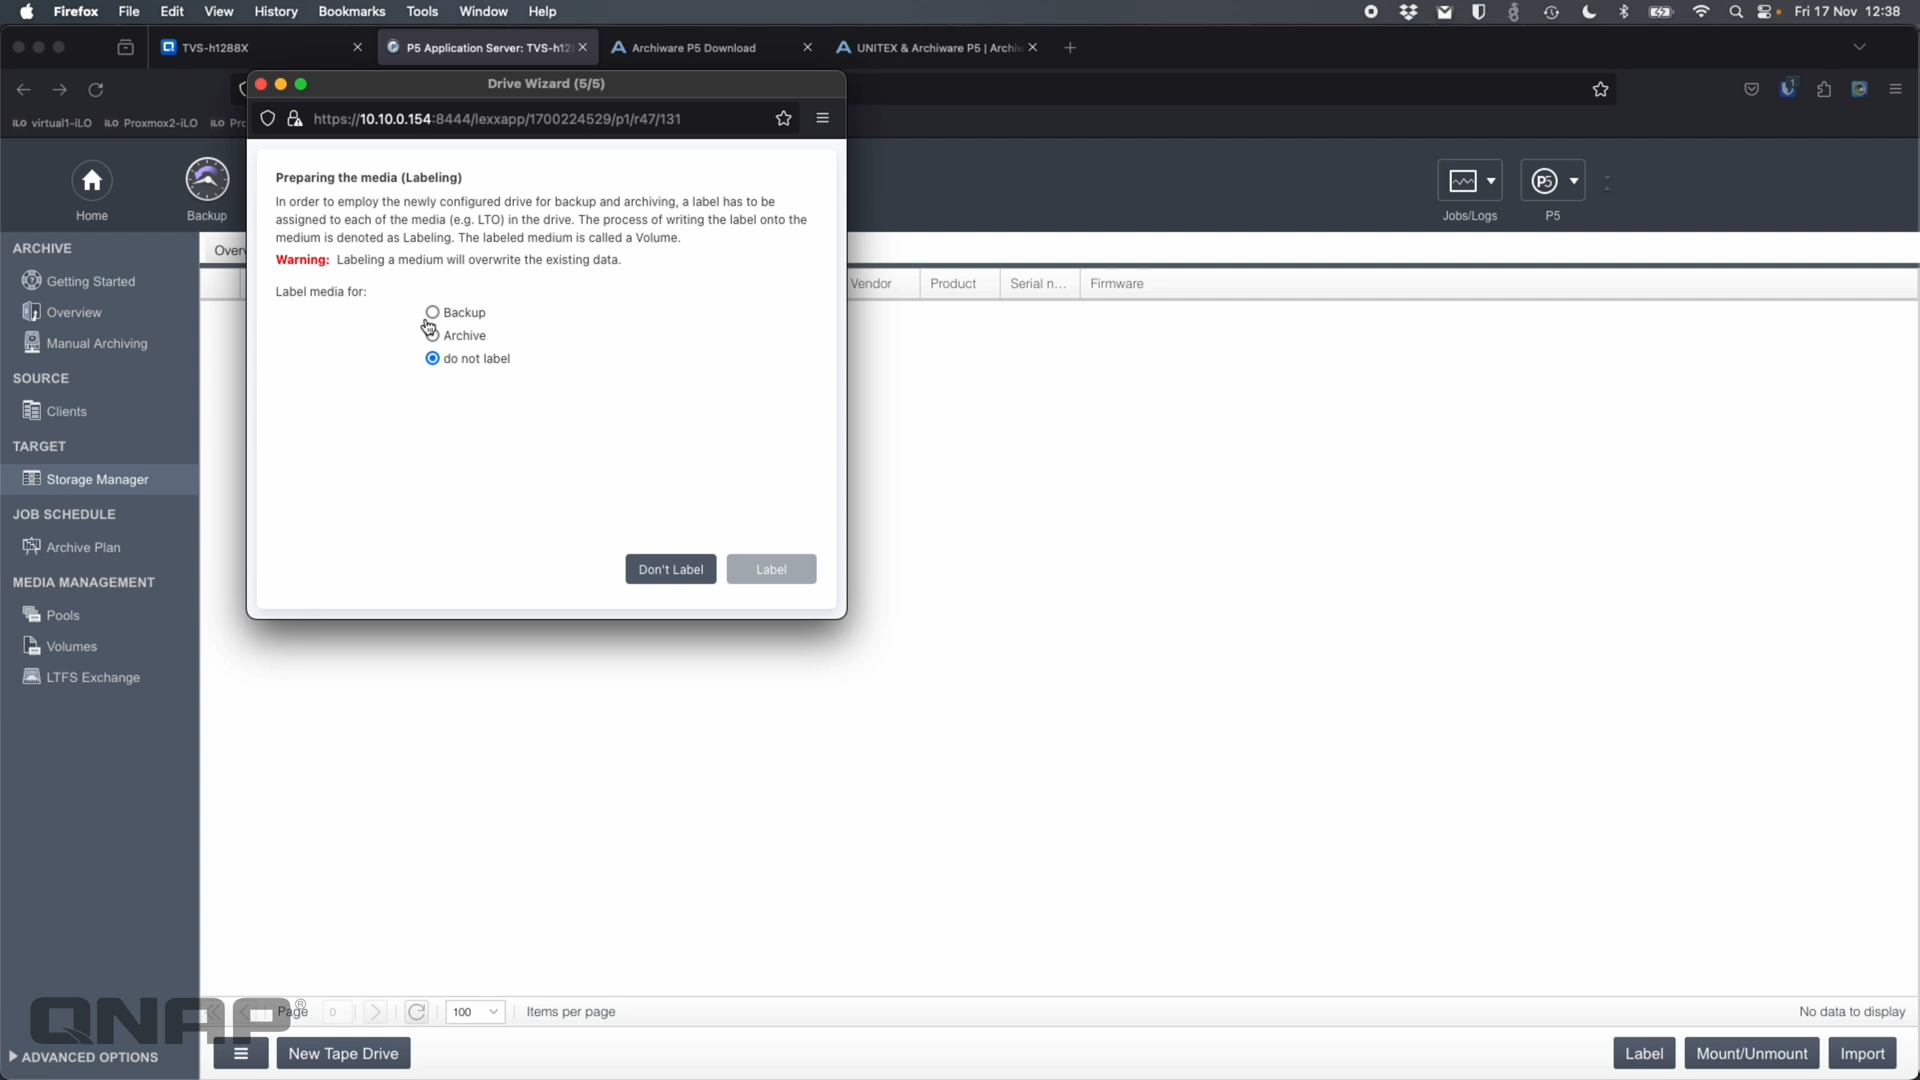 Firefox File Edit View History Bookmarks Tools Window Help Fri 17 Nov 12:38
TVS-h1288X P5 Application Server: TVS-h12 Archiware P5 Download UNITEX & Archiware P5 | Archiw
Drive Wizard (5/5)
https://10.10.0.154:8444/lexxapp/1700224529/p1/r47/131
iLO virtual1-iLO iLO Proxmox2-iLO iLO Pro
Home Backup Jobs/Logs P5
Preparing the media (Labeling)
In order to employ the newly configured drive for backup and archiving, a label has to be
assigned to each of the media (e.g. LTO) in the drive. The process of writing the label onto the
medium is denoted as Labeling. The labeled medium is called a Volume.
Warning: Labeling a medium will overwrite the existing data.
Label media for:
Backup
Archive
do not label
Don't Label Label
ARCHIVE
Getting Started
Overview
Manual Archiving
SOURCE
Clients
TARGET
Storage Manager
JOB SCHEDULE
Archive Plan
MEDIA MANAGEMENT
Pools
Volumes
LTFS Exchange
ADVANCED OPTIONS
Overv
Vendor Product Serial n... Firmware
Page 0 100 Items per page No data to display
New Tape Drive Label Mount/Unmount Import
QNAP®